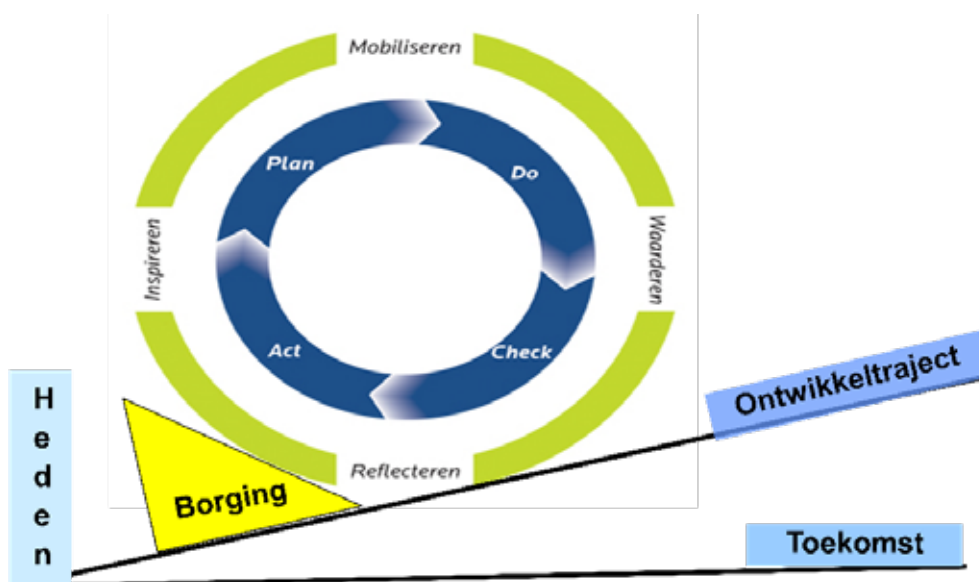 Mobiliseren
Plan
Do
Inspireren
Waarderen
Act
Check
Reflecteren
Heden
Borging
Ontwikkeltraject
Toekomst